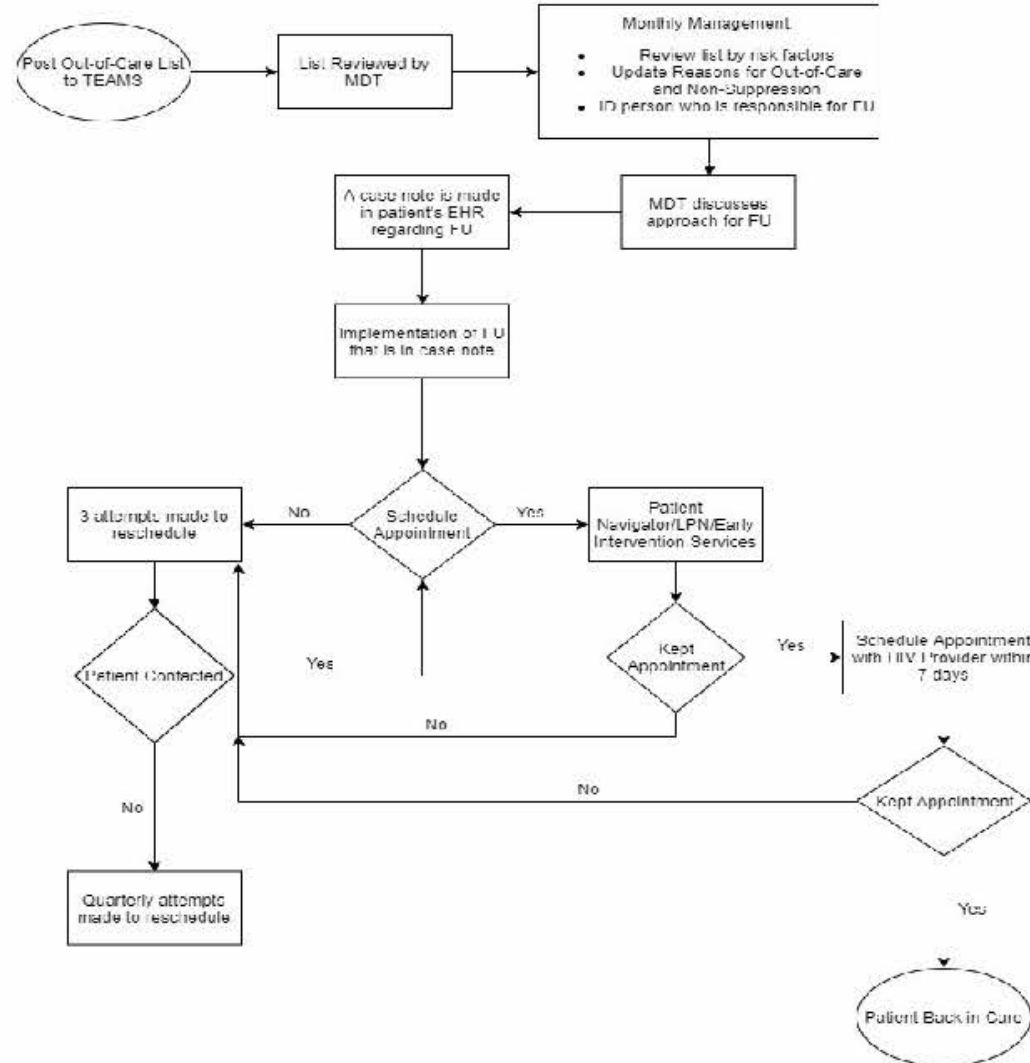 Post Out-of-Care List
to TEAMS
List Reviewed by
MDT
Monthly Management
• Review list by risk factors
• Update Reasons for Out-of-Care
and Non-Suppression
• ID person who is responsible for FU
A case note is made
in patient's EHR
regarding FU
MDT discusses
approach for FU
Implementation of FU
that is in case note
3 attempts made to
reschedule
No
Schedule
Appointment
Yes
Patient
Navigator/LPN/Early
Intervention Services
Patient Contacted
Yes
Kept
Appointment
Yes
Schedule Appointment
with HIV Provider within
7 days
No
No
No
Kept Appointment
Quarterly attempts
made to reschedule
Yes
Patient Back in Care